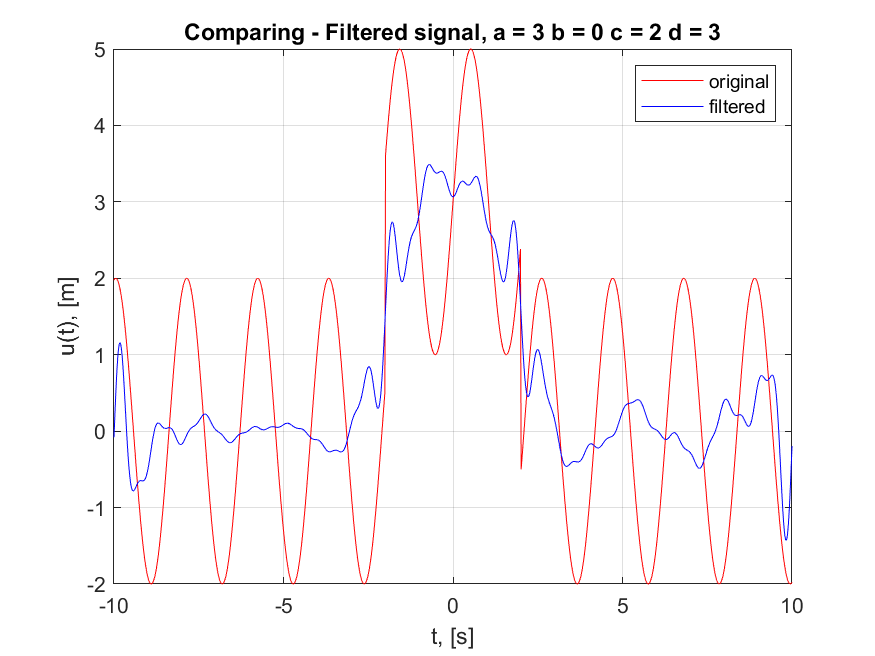 Comparing - Filtered signal, a = 3 b = 0 c = 2 d = 3
original
filtered
5
4
3
2
1
0
-1
-2
u(t), [m]
-10
-5
0
5
10
t, [s]